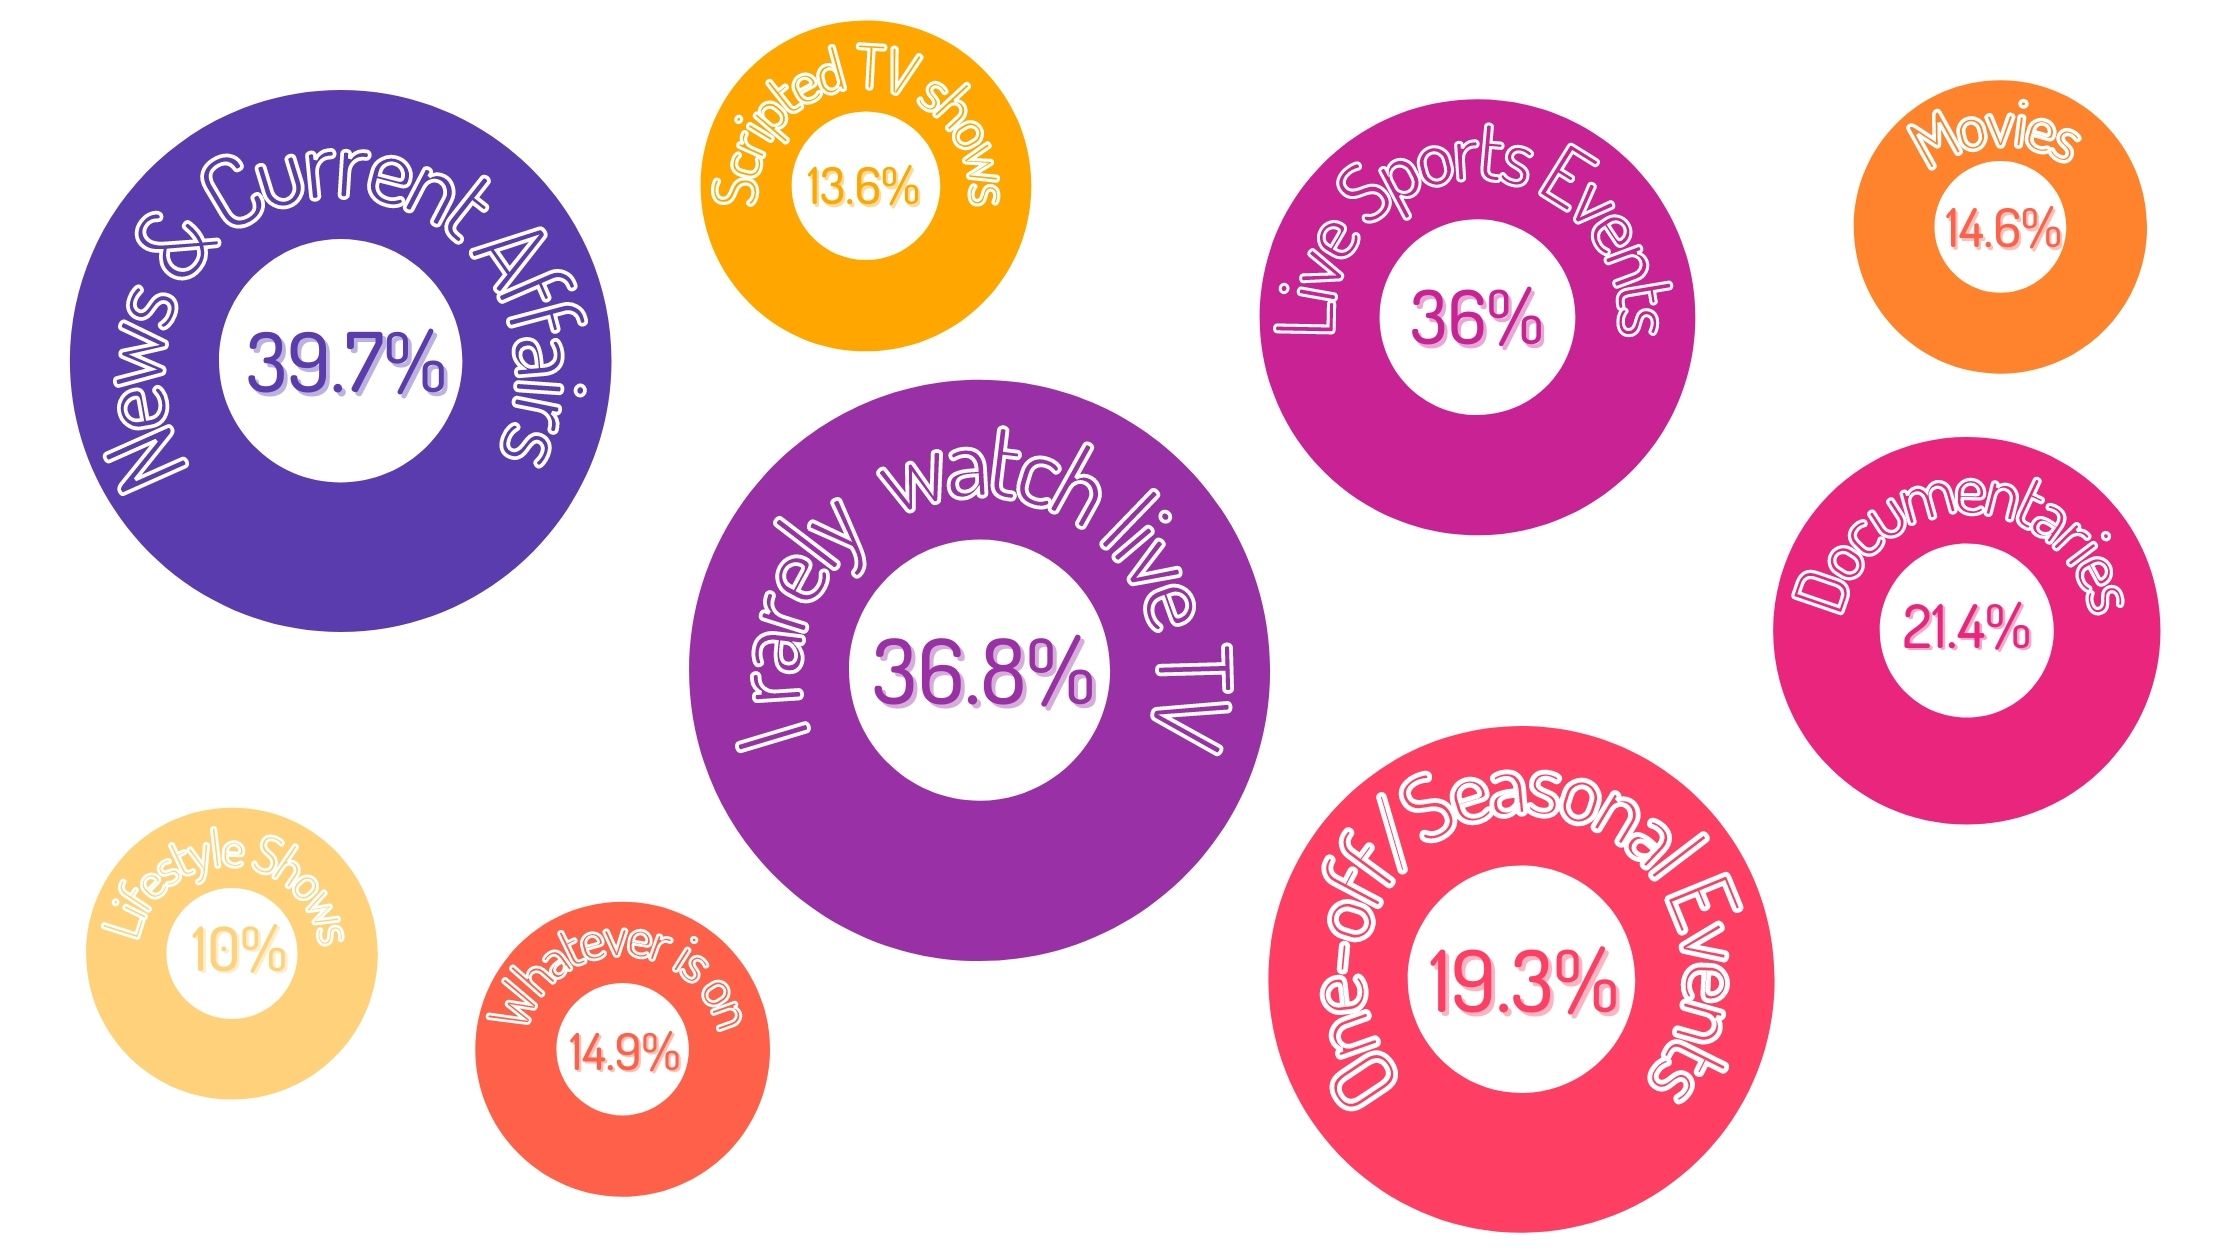 News & Current Affairs
39.7%
Scripted TV shows
13.6%
Live Sports Events
36%
Movies
14.6%
I rarely watch live TV
36.8%
Documentaries
21.4%
Lifestyle Shows
10%
Whatever is on
14.9%
One-off/Seasonal Events
19.3%